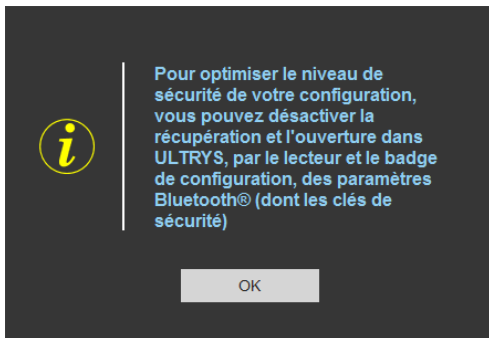 Pour optimiser le niveau de
sécurité de votre configuration,
vous pouvez désactiver la
récupération et l'ouverture dans
ULTRYS, par le lecteur et le badge
de configuration, des paramètres
Bluetooth® (dont les clés de
sécurité)
OK